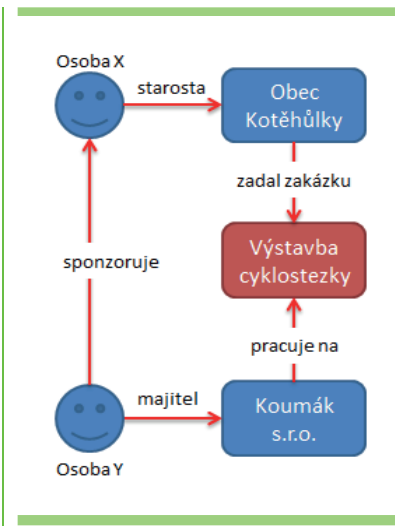 Osoba X
starosta
Obec
Kotěhůlky
zadal zakázku
sponzoruje
Výstavba
cyklostezky
pracuje na
majitel
Koumák
s.r.o.
Osoba Y